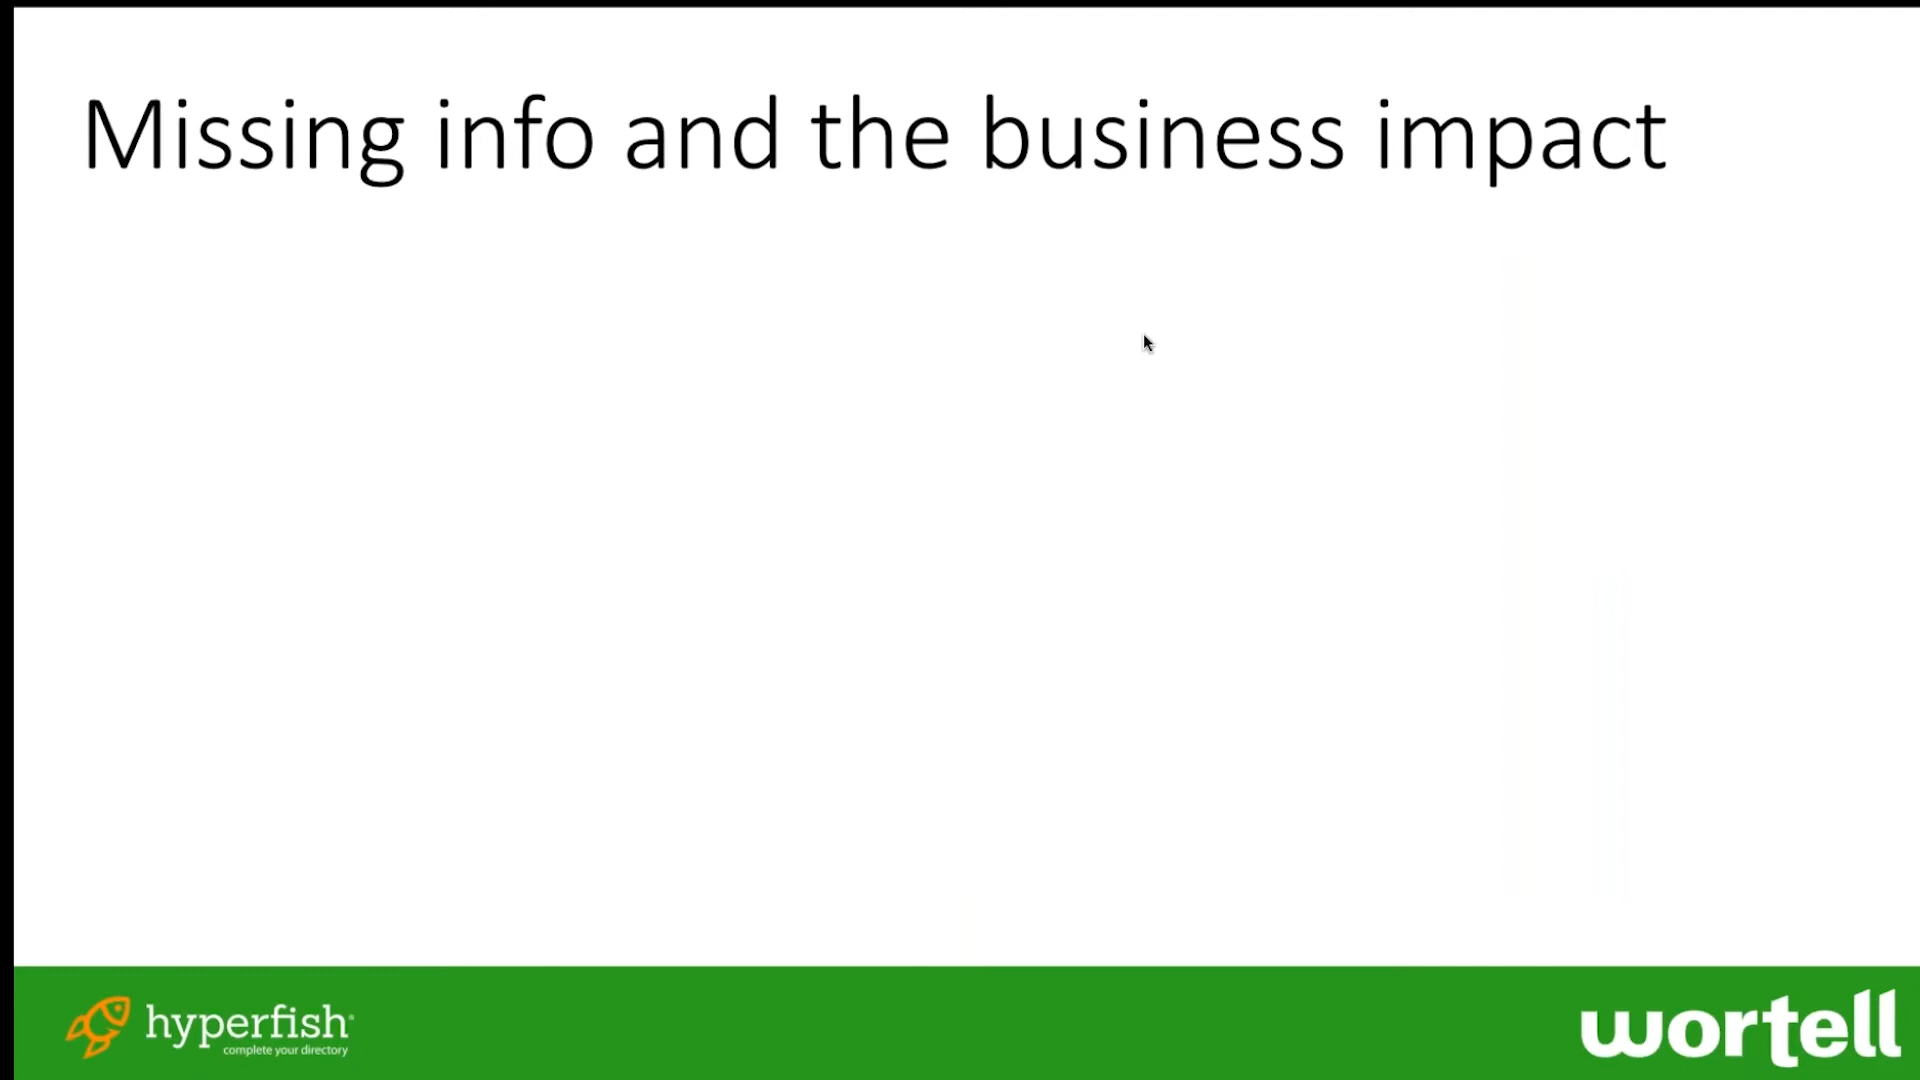 Missing info and the business impact
hyperfish
complete your directory
wortell